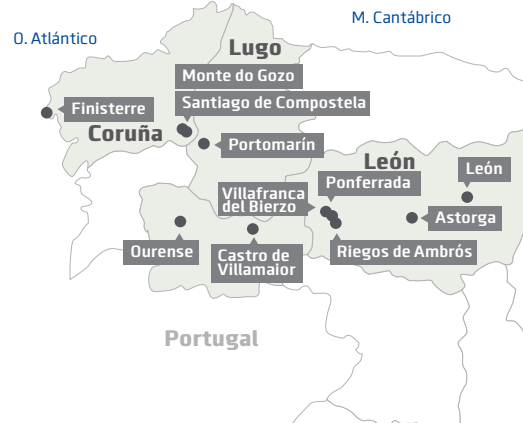 M. Cantábrico
O. Atlántico
Lugo
Monte do Gozo
Finisterre
Santiago de Compostela
Coruña
Portomarín
León
León
Ponferrada
Villafranca
del Bierzo
Astorga
Ourense
Castro de
Villamaior
Riegos de Ambrós
Portugal